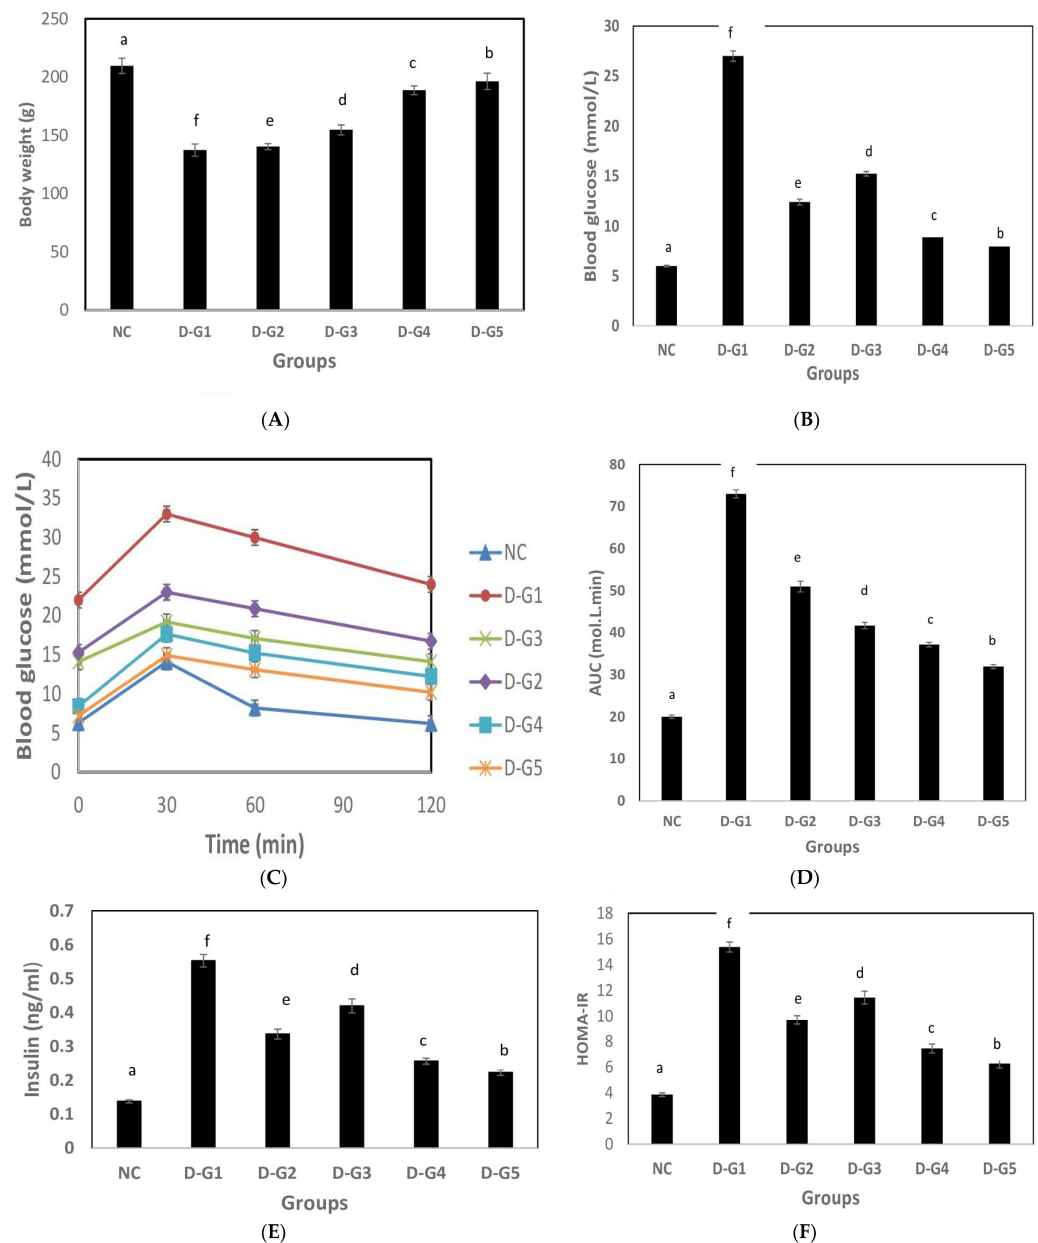 250
200
150
100
50
0
Body weight (g)
a
f
e
d
c
b
NC D-G1 D-G2 D-G3 D-G4 D-G5
Groups
(A)
30
25
20
15
10
5
0
Blood glucose (mmol/L)
a
f
e
d
c
b
NC D-G1 D-G2 D-G3 D-G4 D-G5
Groups
(B)
40
35
30
25
20
15
10
5
0
Blood glucose (mmol/L)
0 30 60 90 120
Time (min)
NC
D-G1
D-G3
D-G2
D-G4
D-G5
(C)
80
70
60
50
40
30
20
10
0
AUC (mol.L.min)
a
f
e
d
c
b
NC D-G1 D-G2 D-G3 D-G4 D-G5
Groups
(D)
0.7
0.6
0.5
0.4
0.3
0.2
0.1
0
Insulin (ng/ml)
a
f
e
d
c
b
NC D-G1 D-G2 D-G3 D-G4 D-G5
Groups
(E)
18
16
14
12
10
8
6
4
2
0
HOMA-IR
a
f
e
d
c
b
NC D-G1 D-G2 D-G3 D-G4 D-G5
Groups
(F)